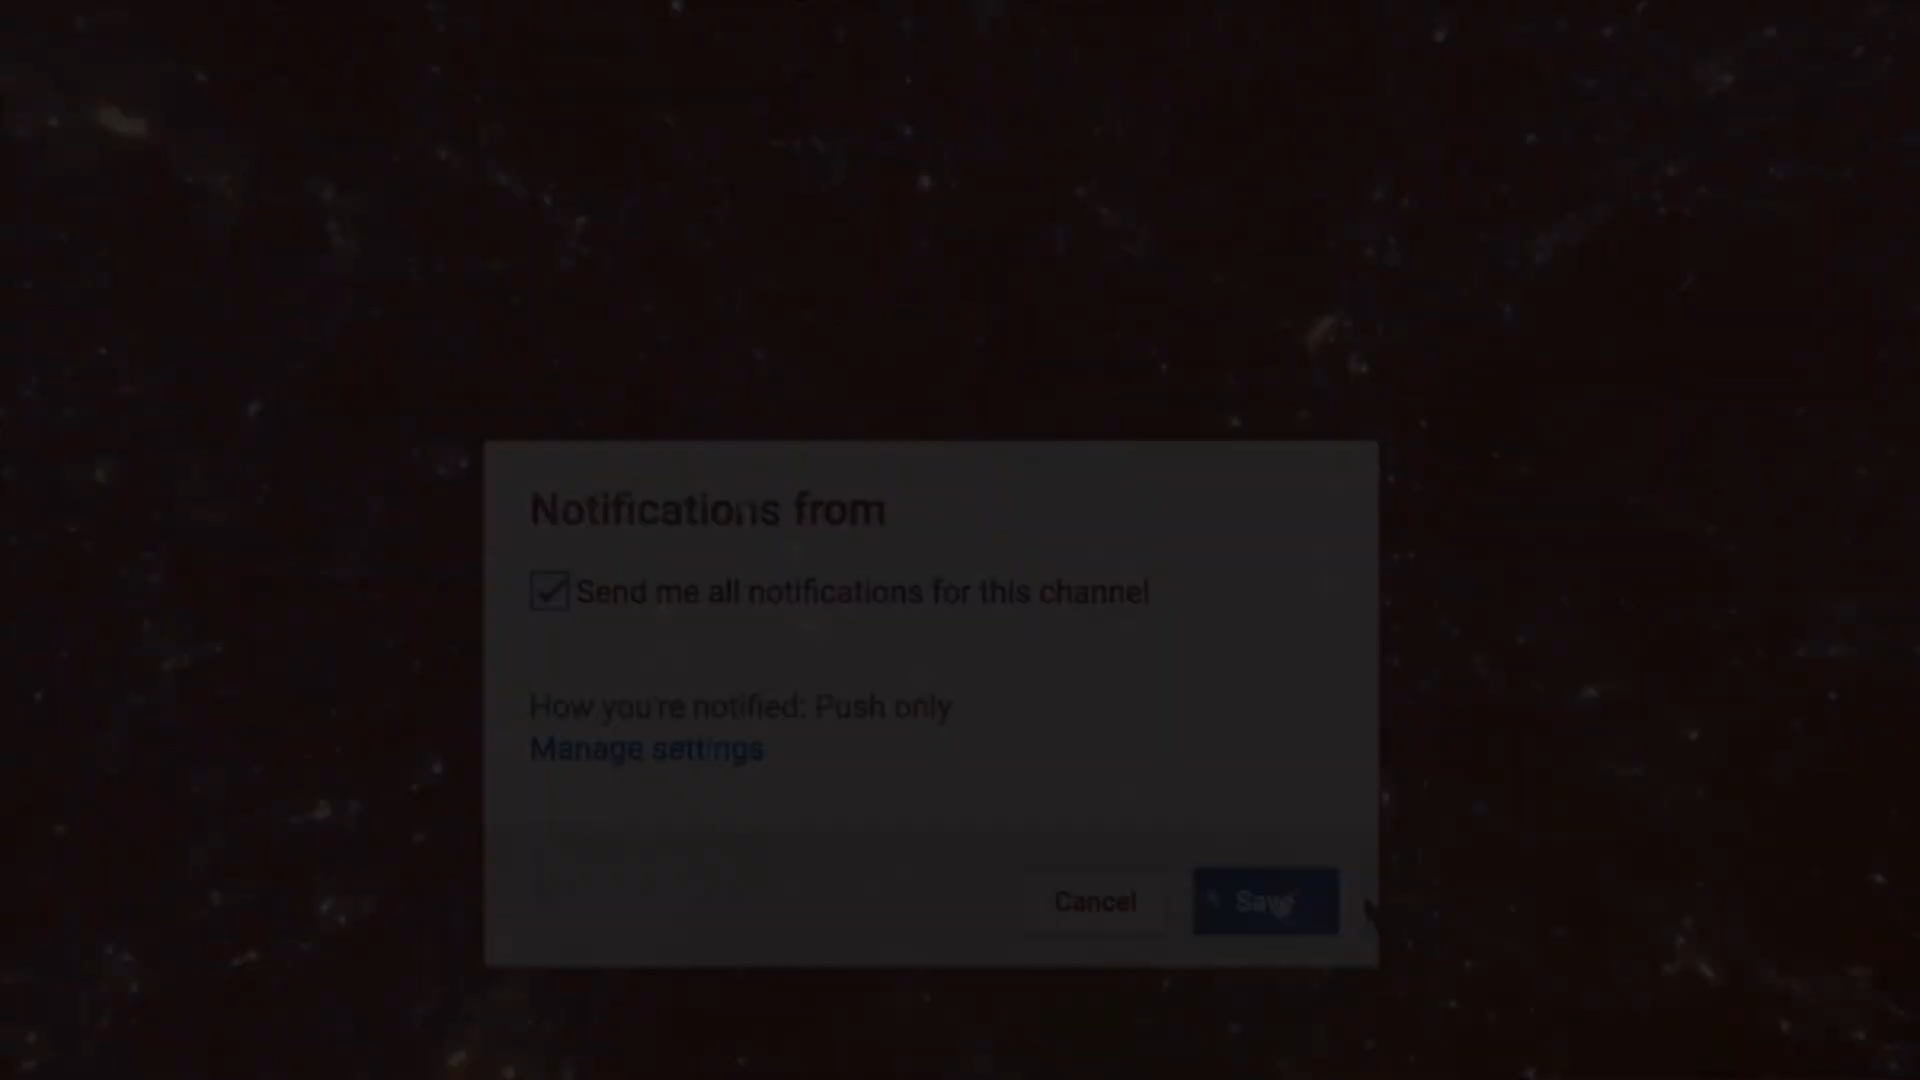 Notifications from
Send me all notifications for this channel
How you're notified: Push only
Manage settings
Cancel
Save